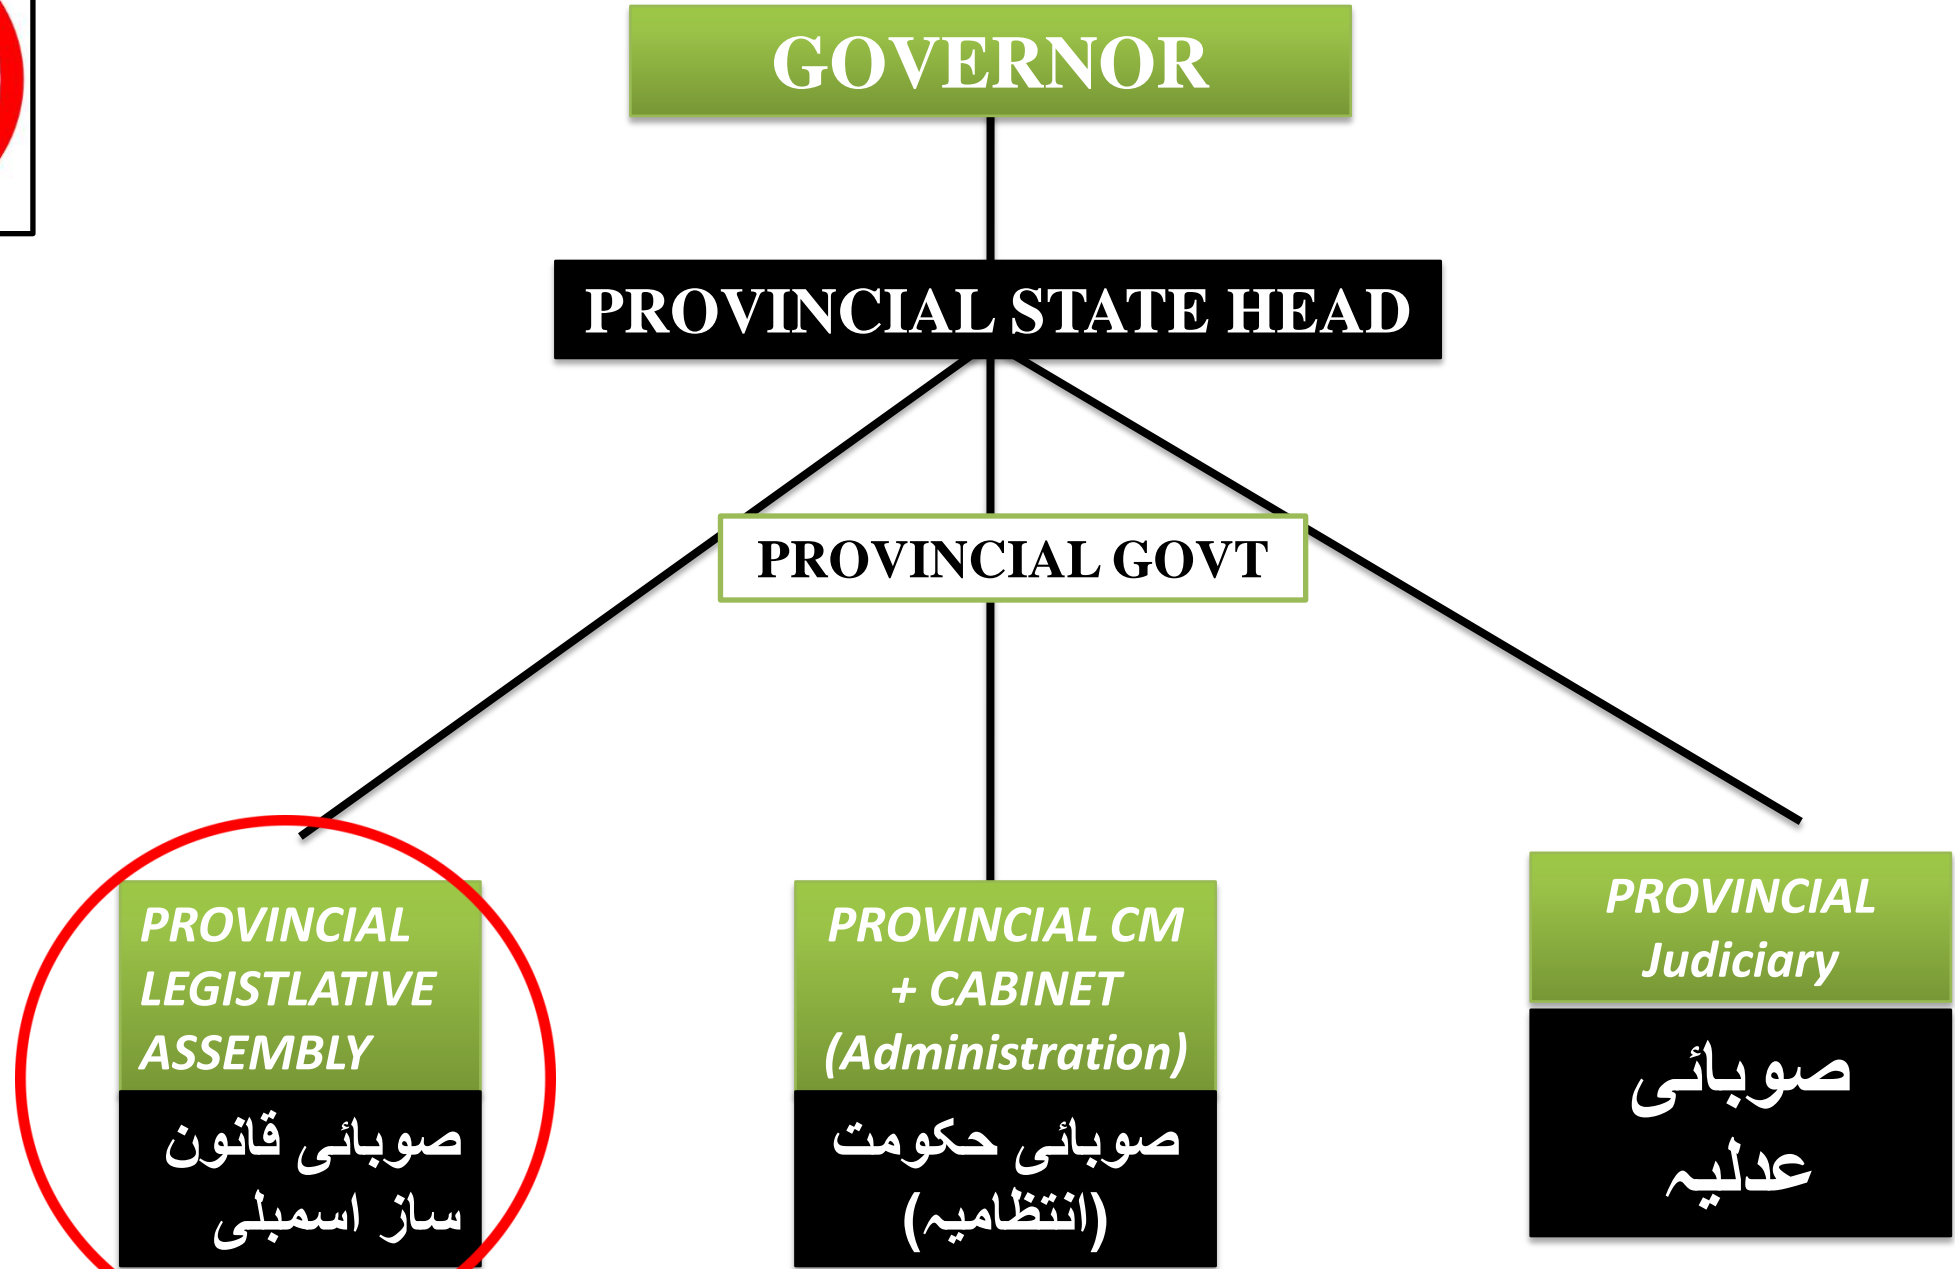 GOVERNOR
PROVINCIAL STATE HEAD
PROVINCIAL GOVT
PROVINCIAL
LEGISTLATIVE
ASSEMBLY
صوبائی قانون
ساز اسمبلی
PROVINCIAL CM
+ CABINET
(Administration)
صوبائی حکومت
(انتظامیہ)
PROVINCIAL
Judiciary
صوبائی
عدلیہ